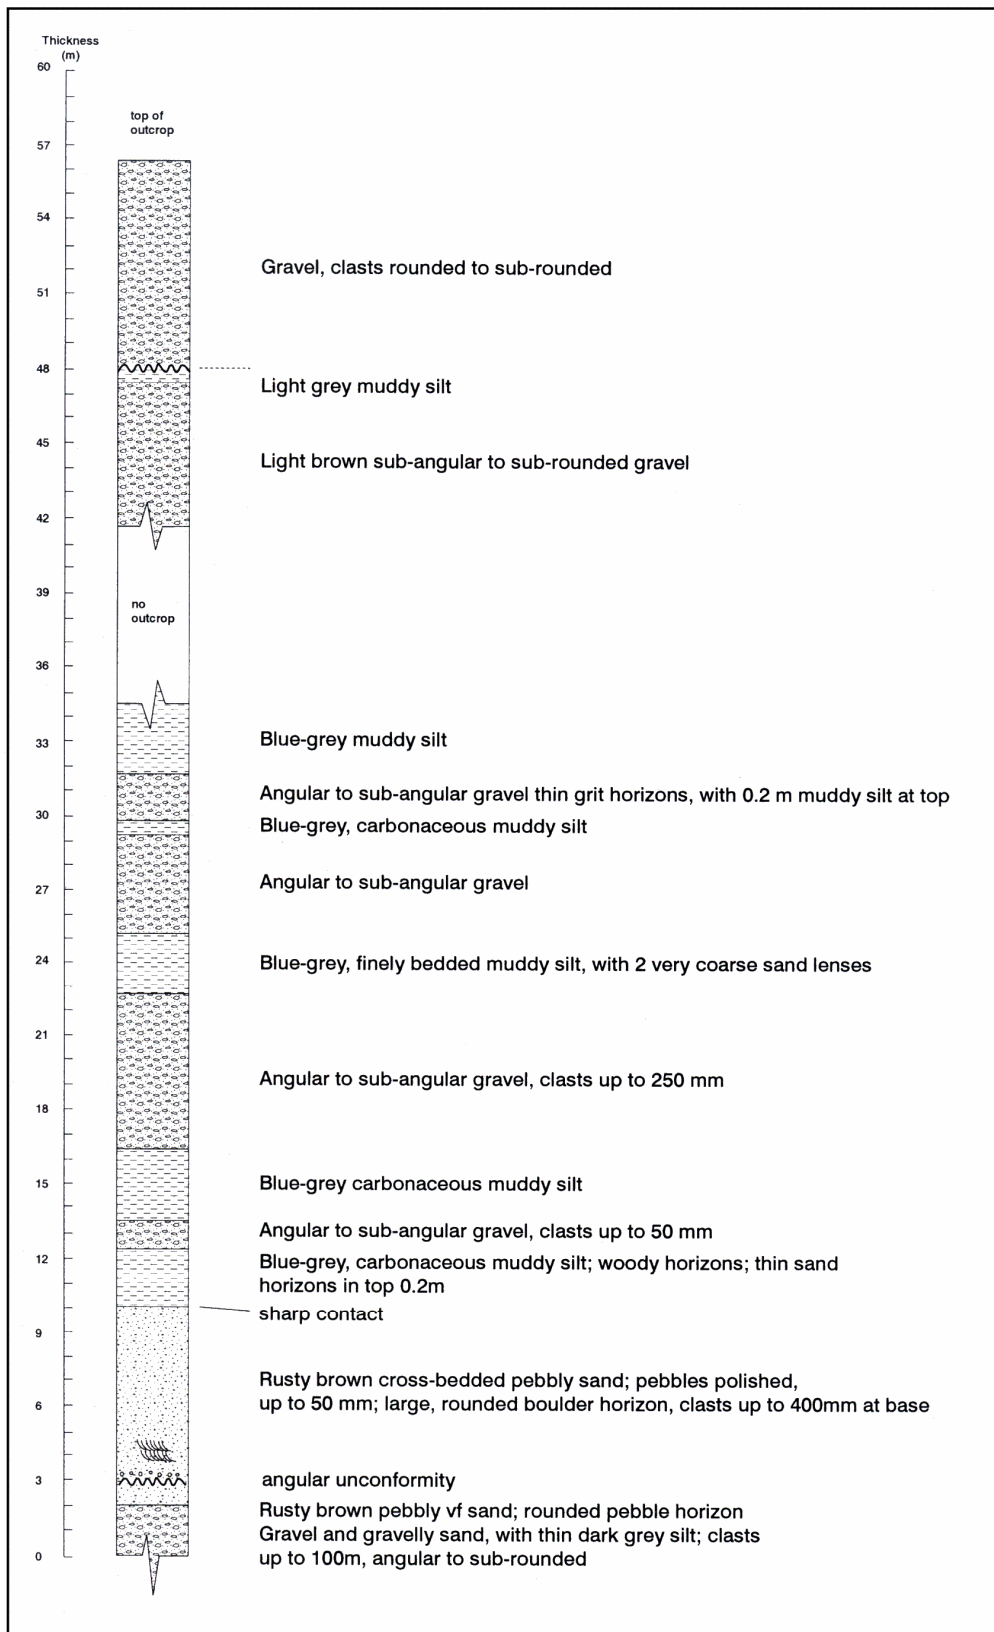 Thickness
(m)
60
top of
outcrop
57
54
Gravel, clasts rounded to sub-rounded
51
48
Light grey muddy silt
45
Light brown sub-angular to sub-rounded gravel
42
39
no
outcrop
36
33
Blue-grey muddy silt
Angular to sub-angular gravel thin grit horizons, with 0.2 m muddy silt at top
30
Blue-grey, carbonaceous muddy silt
27
Angular to sub-angular gravel
24
Blue-grey, finely bedded muddy silt, with 2 very coarse sand lenses
21
Angular to sub-angular gravel, clasts up to 250 mm
18
15
Blue-grey carbonaceous muddy silt
Angular to sub-angular gravel, clasts up to 50 mm
12
Blue-grey, carbonaceous muddy silt; woody horizons; thin sand
horizons in top 0.2m
sharp contact
9
Rusty brown cross-bedded pebbly sand; pebbles polished,
6
up to 50 mm; large, rounded boulder horizon, clasts up to 400mm at base
3
angular unconformity
Rusty brown pebbly vf sand; rounded pebble horizon
Gravel and gravelly sand, with thin dark grey silt; clasts
0
up to 100m, angular to sub-rounded